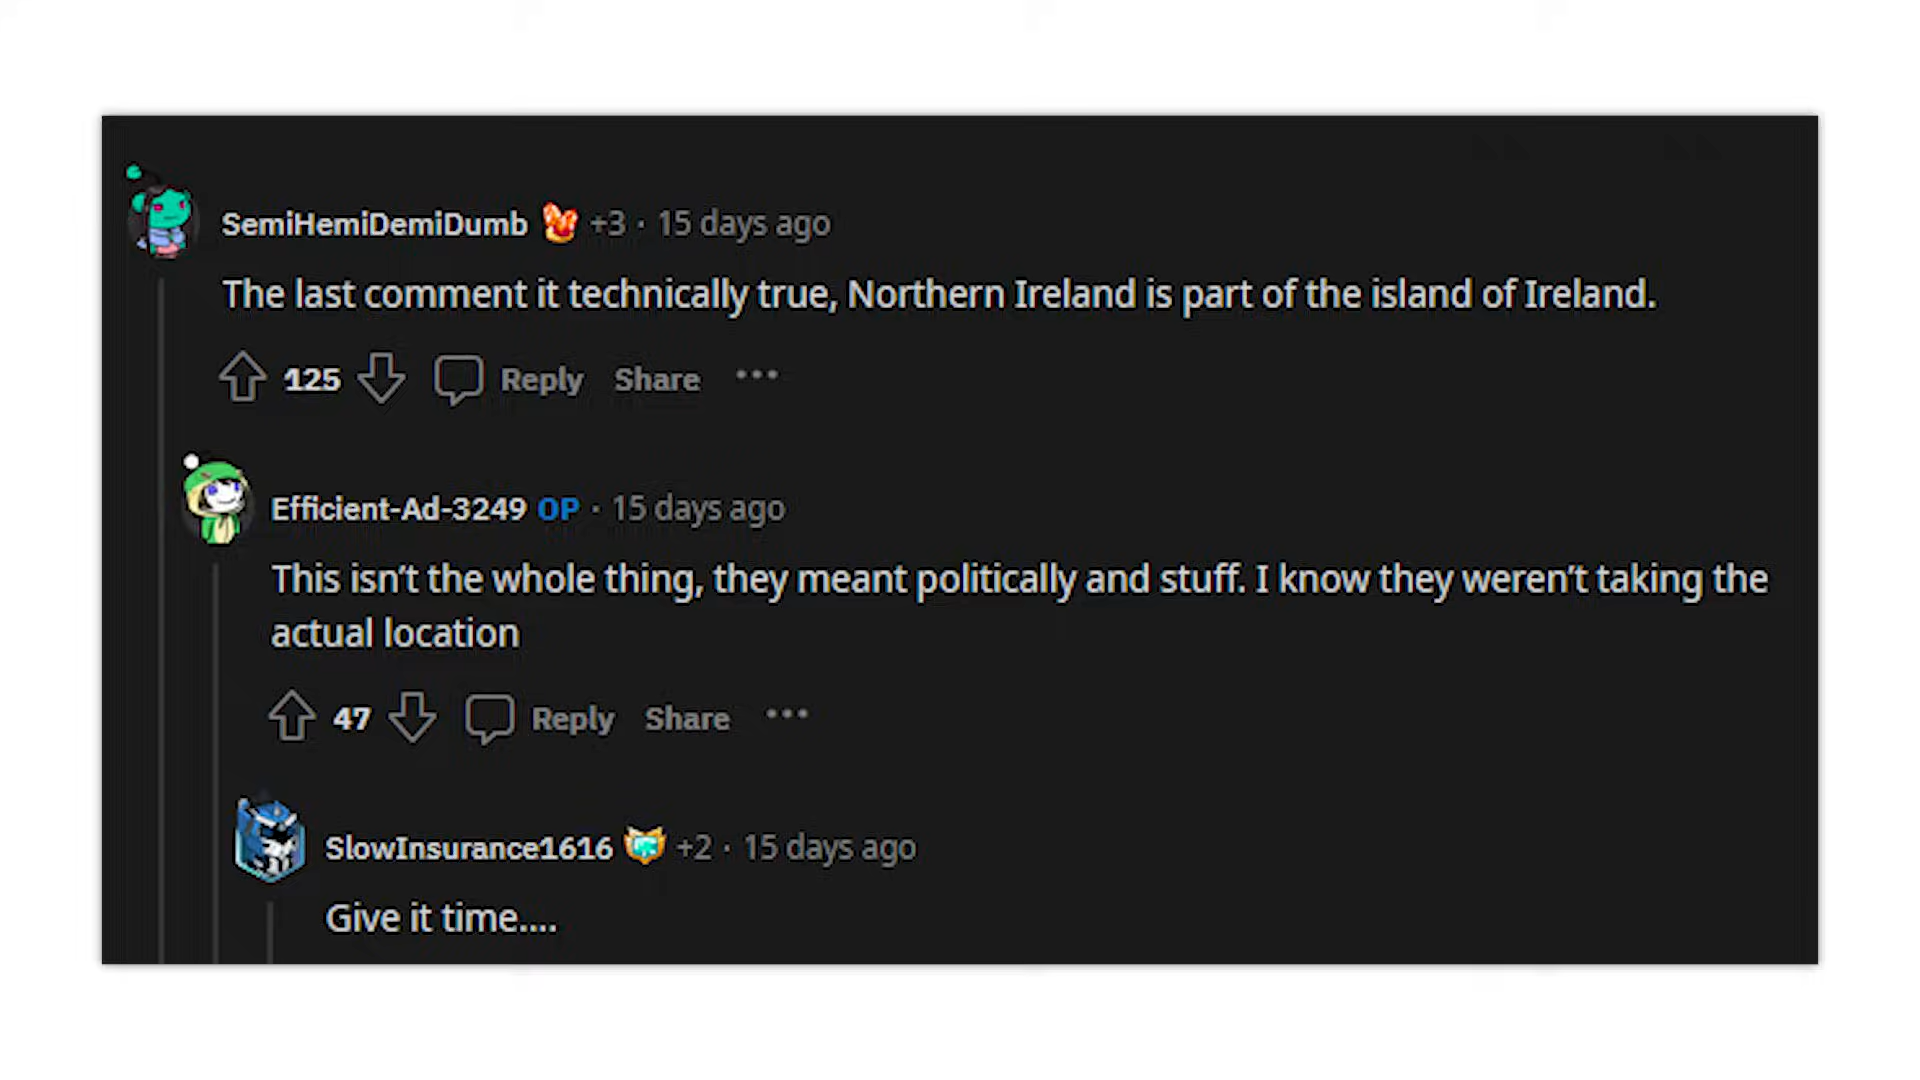 SemiHemiDemiDumb +3 · 15 days ago
The last comment it technically true, Northern Ireland is part of the island of Ireland.
125 Reply Share ...
Efficient-Ad-3249 OP · 15 days ago
This isn't the whole thing, they meant politically and stuff. I know they weren't taking the
actual location
47 Reply Share ...
SlowInsurance1616 +2 · 15 days ago
Give it time....